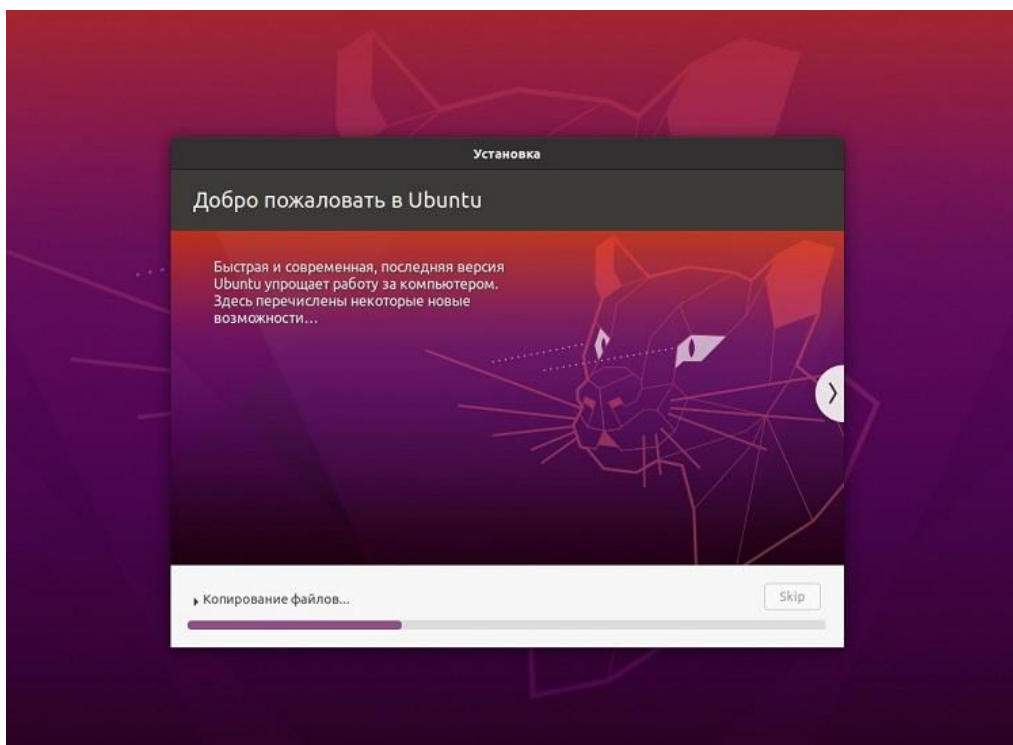 Установка
Добро пожаловать в Ubuntu
Быстрая и современная, последняя версия
Ubuntu упрощает работу за компьютером.
Здесь перечислены некоторые новые
возможности...
Копирование файлов...
Skip